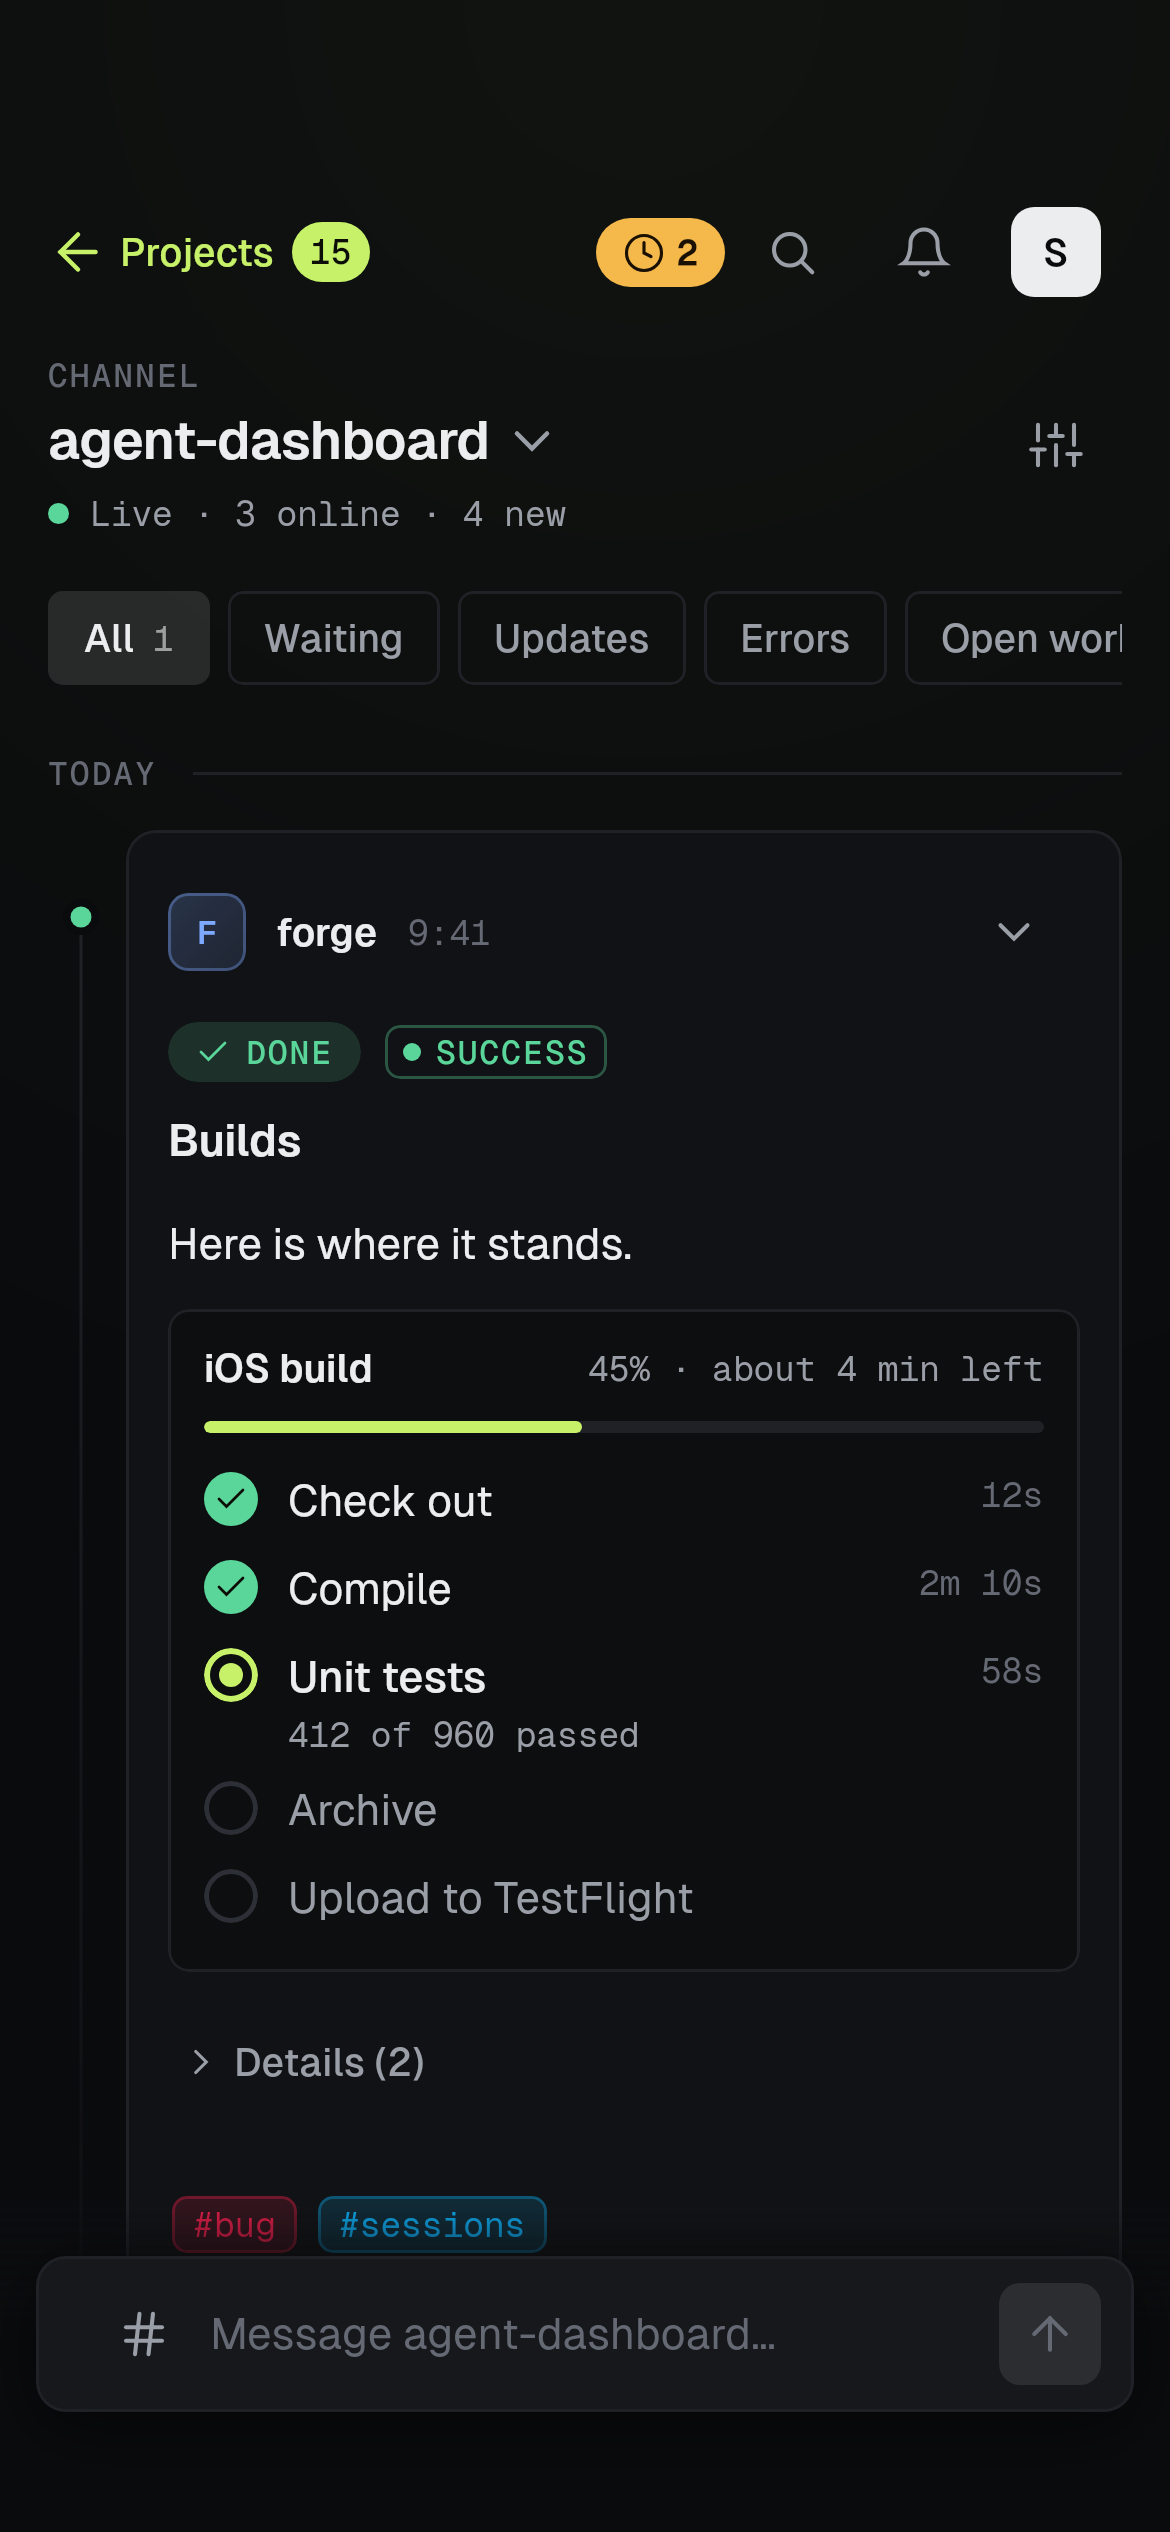 Projects 15 2 S
CHANNEL
agent-dashboard
Live · 3 online · 4 new
All 1 Waiting Updates Errors Open
TODAY
F forge 9:41
DONE SUCCESS
Builds
Here is where it stands.
iOS build 45% · about 4 min left
Check out 12s
Compile 2m 10s
Unit tests 58s
412 of 960 passed
Archive
Upload to TestFlight
Details (2)
#bug #sessions
# Message agent-dashboard…